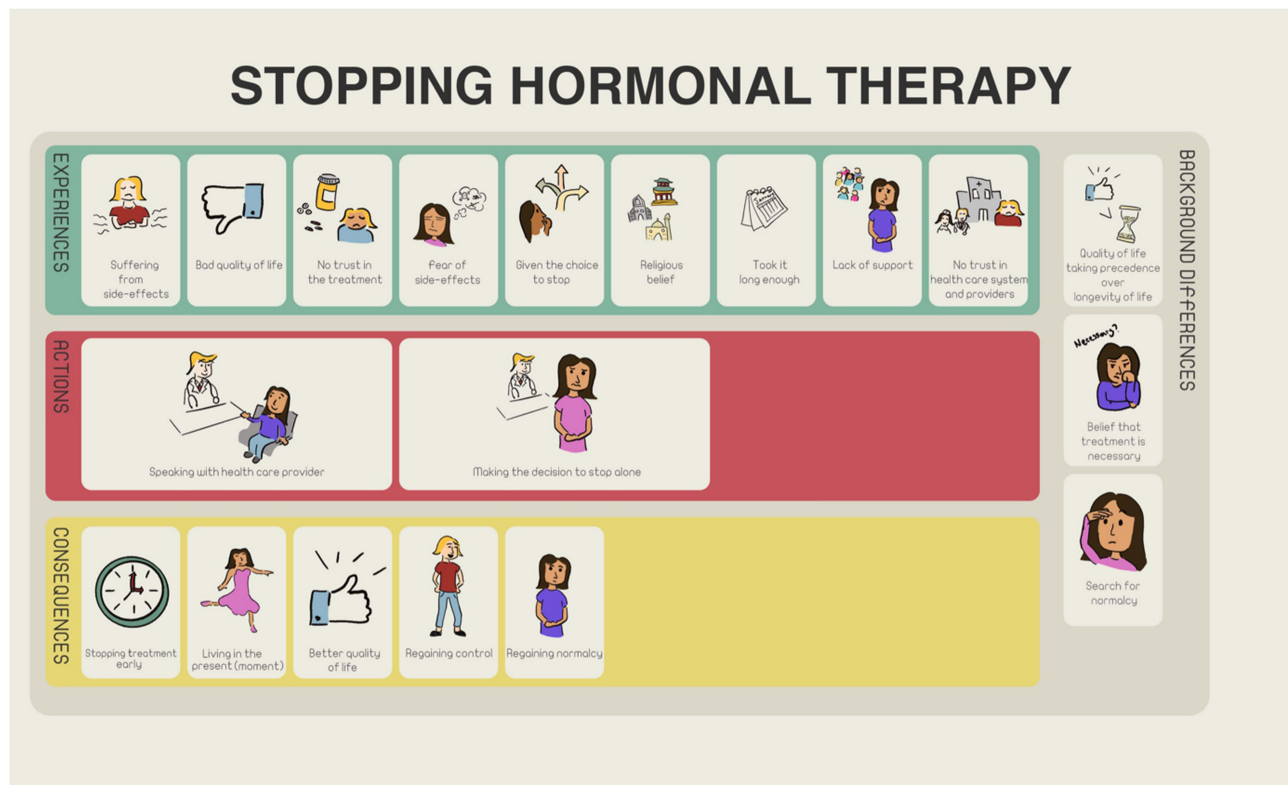 STOPPING HORMONAL THERAPY
EXPERIENCES
Suffering
from
side-effects
Bad quality of life
No trust in
the treatment
Fear of
side-effects
Given the choice
to stop
Religious
belief
Took it
long enough
Lack of support
No trust in
health care system
and providers
ACTIONS
Speaking with health care provider
Making the decision to stop alone
CONSEQUENCES
Stopping treatment
early
Living in the
present (moment)
Better quality
of life
Regaining control
Regaining normalcy
BACKGROUND DIFFERENCES
Quality of life
taking precedence
over
longevity of life
Necessary?
Belief that
treatment is
necessary
Search for
normalcy